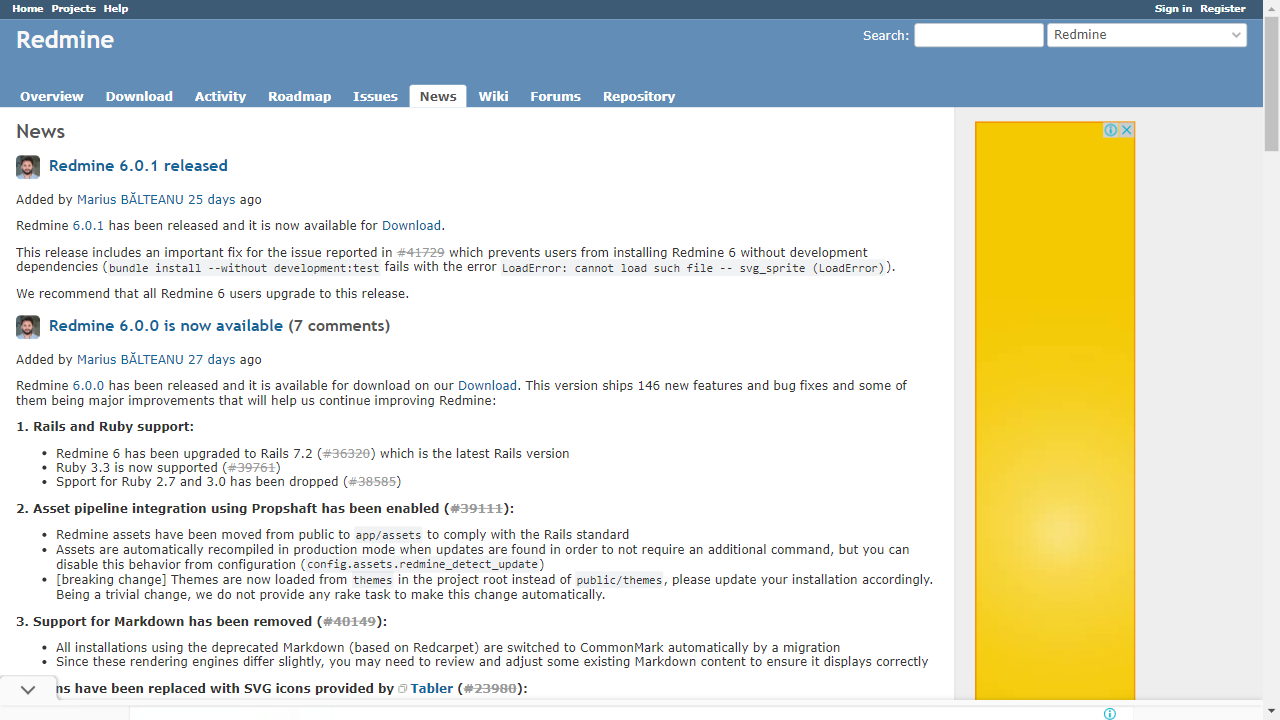 Home Projects Help Sign in Register
Redmine
Search: Redmine
Overview Download Activity Roadmap Issues News Wiki Forums Repository
News
Redmine 6.0.1 released
Added by Marius BĂLTEANU 25 days ago
Redmine 6.0.1 has been released and it is now available for Download.
This release includes an important fix for the issue reported in #41729 which prevents users from installing Redmine 6 without development
dependencies (bundle install --without development:test fails with the error LoadError: cannot load such file -- svg_sprite (LoadError)).
We recommend that all Redmine 6 users upgrade to this release.
Redmine 6.0.0 is now available (7 comments)
Added by Marius BĂLTEANU 27 days ago
Redmine 6.0.0 has been released and it is available for download on our Download. This version ships 146 new features and bug fixes and some of
them being major improvements that will help us continue improving Redmine:
1. Rails and Ruby support:
• Redmine 6 has been upgraded to Rails 7.2 (#36320) which is the latest Rails version
• Ruby 3.3 is now supported (#39761)
• Spport for Ruby 2.7 and 3.0 has been dropped (#38585)
2. Asset pipeline integration using Propshaft has been enabled (#39111):
• Redmine assets have been moved from public to app/assets to comply with the Rails standard
• Assets are automatically recompiled in production mode when updates are found in order to not require an additional command, but you can
disable this behavior from configuration (config.assets.redmine_detect_update)
• [breaking change] Themes are now loaded from themes in the project root instead of public/themes, please update your installation accordingly.
Being a trivial change, we do not provide any rake task to make this change automatically.
3. Support for Markdown has been removed (#40149):
• All installations using the deprecated Markdown (based on Redcarpet) are switched to CommonMark automatically by a migration
• Since these rendering engines differ slightly, you may need to review and adjust some existing Markdown content to ensure it displays correctly
ns have been replaced with SVG icons provided by Tabler (#23980):